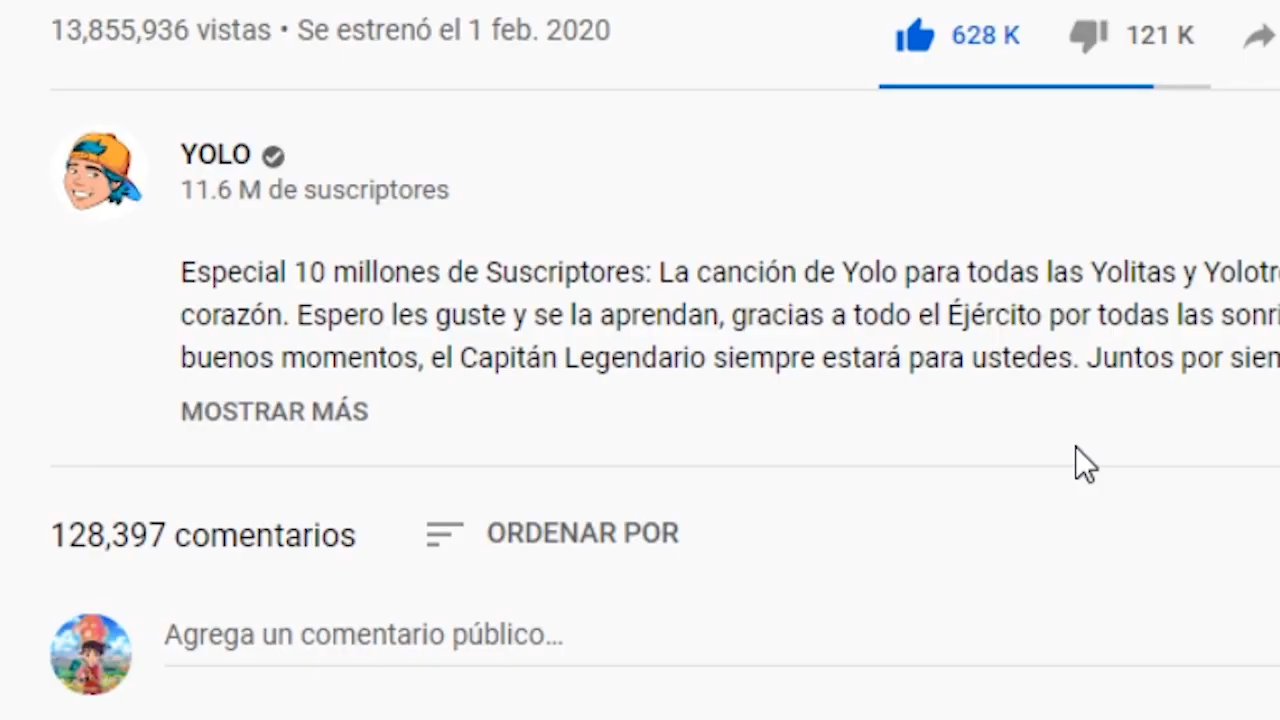 13,855,936 vistas • Se estrenó el 1 feb. 2020
628 K
121 K
YOLO
11.6 M de suscriptores
Especial 10 millones de Suscriptores: La canción de Yolo para todas las Yolitas y
corazón. Espero les guste y se la aprendan, gracias a todo el Éjército por todas las
buenos momentos, el Capitán Legendario siempre estará para ustedes. Juntos por
MOSTRAR MÁS
128,397 comentarios
ORDENAR POR
Agrega un comentario público...